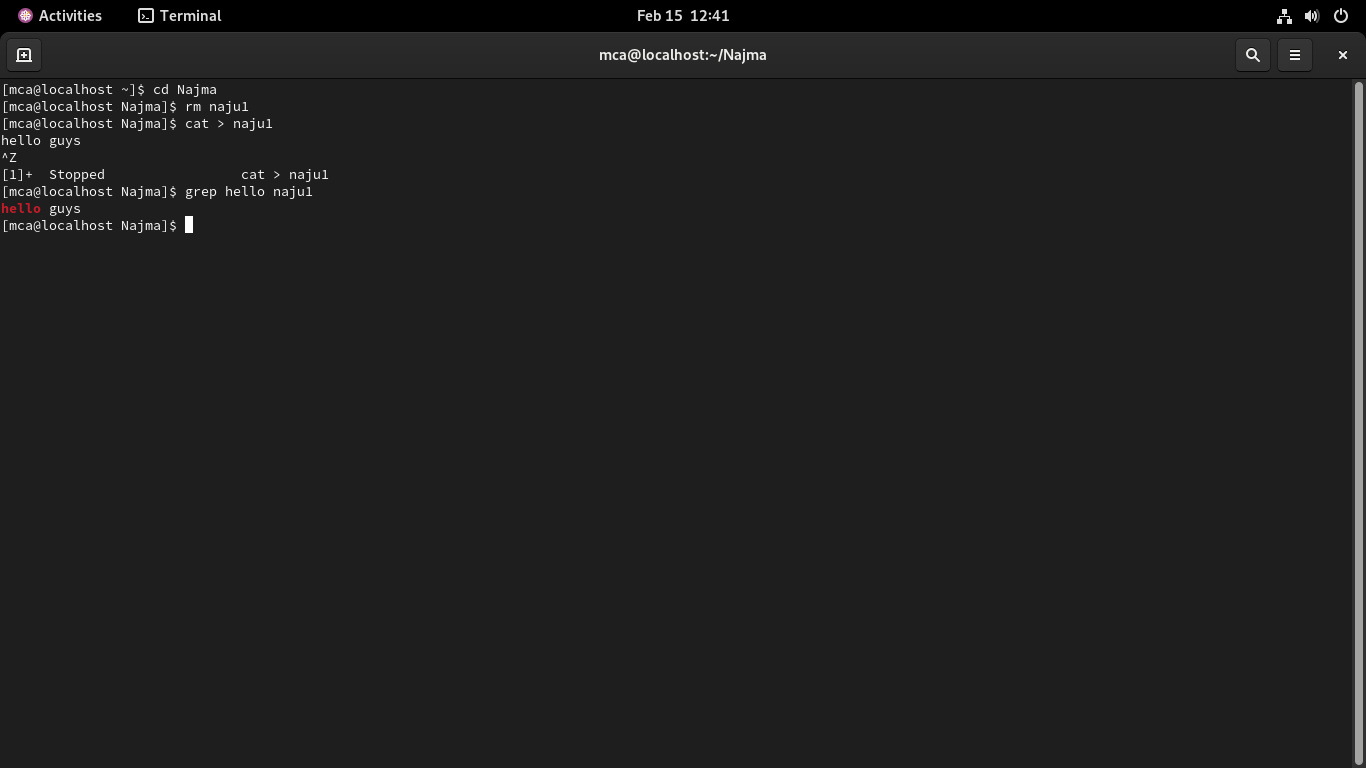 Activities Terminal Feb 15 12:41
mca@localhost:~/Najma
[mca@localhost ~]$ cd Najma
[mca@localhost Najma]$ rm naju1
[mca@localhost Najma]$ cat > naju1
hello guys
^Z
[1]+  Stopped                 cat > naju1
[mca@localhost Najma]$ grep hello naju1
hello guys
[mca@localhost Najma]$